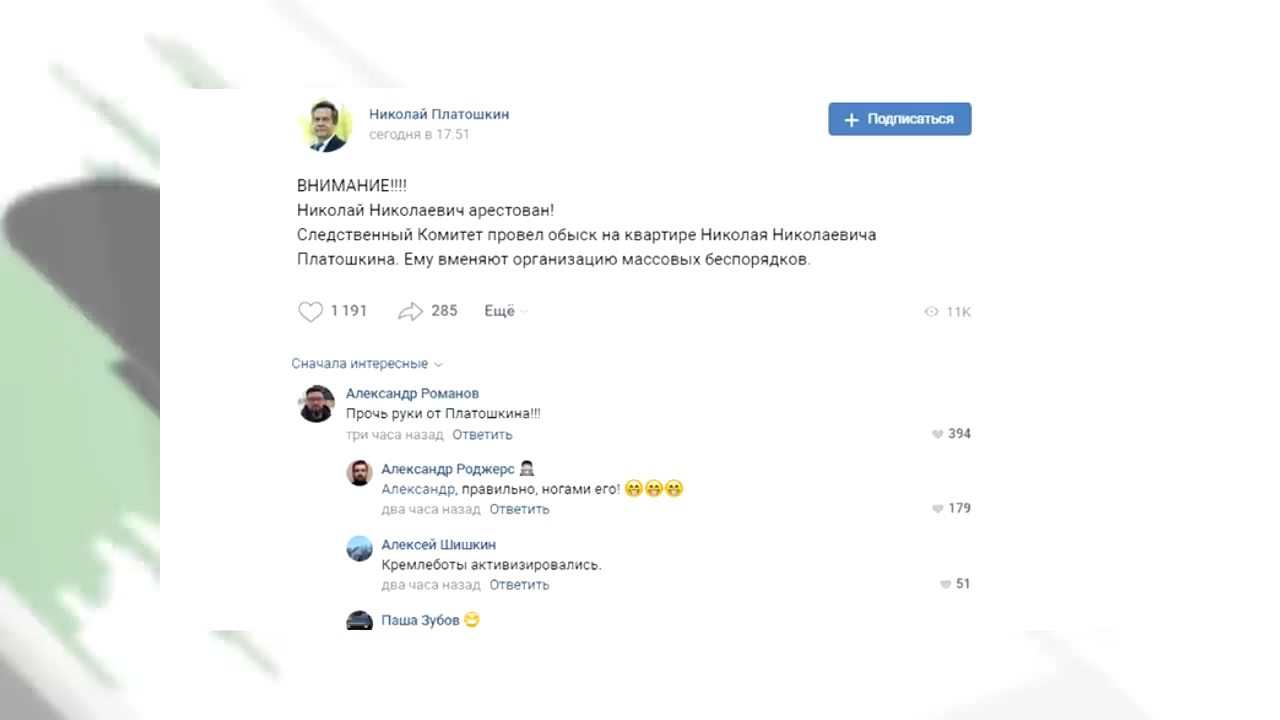 Николай Платошкин
сегодня в 17:51
Подписаться
ВНИМАНИЕ!!!!
Николай Николаевич арестован!
Следственный Комитет провел обыск на квартире Николая Николаевича
Платошкина. Ему вменяют организацию массовых беспорядков.
1 191 285 Ещё 11K
Сначала интересные
Александр Романов
Прочь руки от Платошкина!!!
три часа назад Ответить 394
Александр Роджерс
Александр, правильно, ногами его! 😁😁😁
два часа назад Ответить 179
Алексей Шишкин
Кремлеботы активизировались.
два часа назад Ответить 51
Паша Зубов